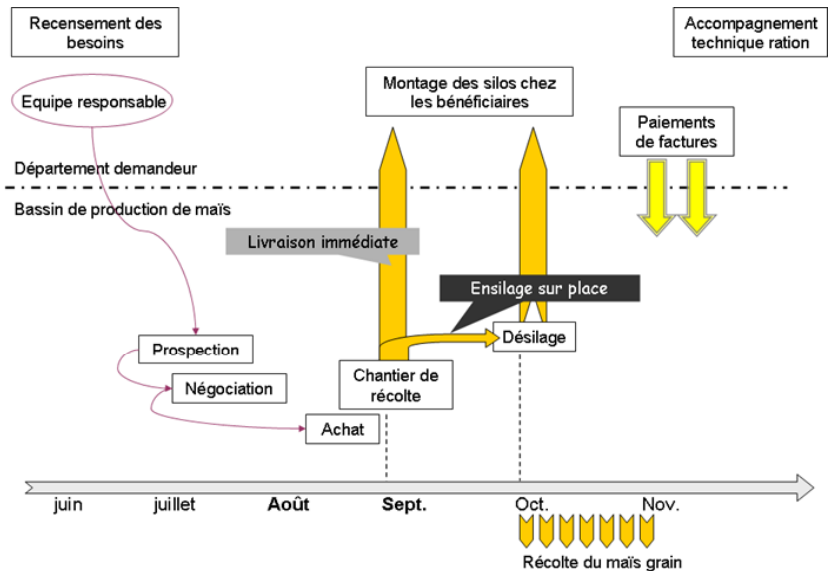 Recensement des
besoins
Accompagnement
technique ration
Equipe responsable
Montage des silos chez
les bénéficiaires
Paiements
de factures
Département demandeur
Bassin de production de maïs
Livraison immédiate
Ensilage sur place
Prospection
Désilage
Négociation
Chantier de
récolte
Achat
juin
juillet
Août
Sept.
Oct.
Nov.
Récolte du maïs grain